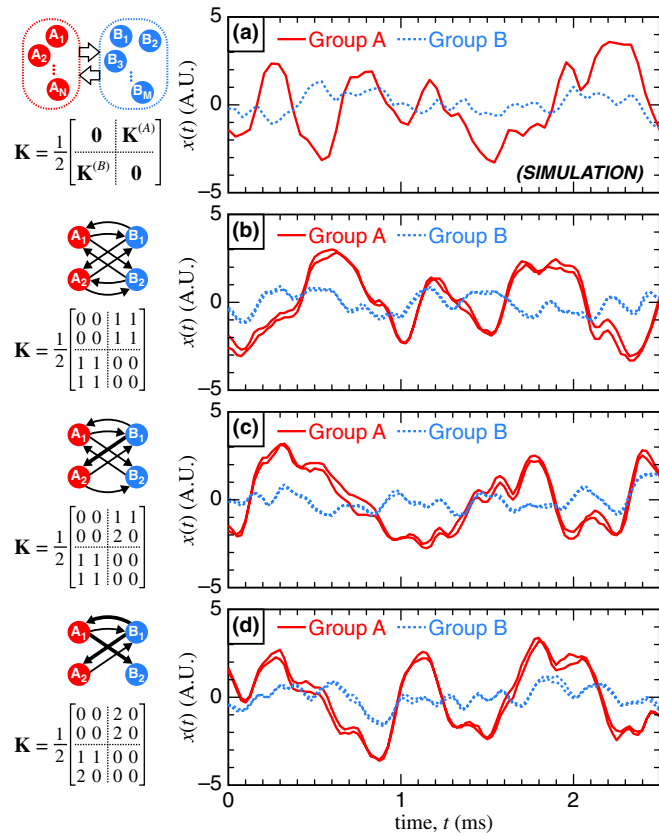 (a) Group A Group B
A1 A2 AN B1 B2 B3 BM
K = 1/2 [ 0 K(A) K(B) 0 ]
5
0
−5
x(t) (A.U.)
(SIMULATION)
(b) Group A Group B
A1 B1
A2 B2
K = 1/2
0 0 1 1
0 0 1 1
1 1 0 0
1 1 0 0
5
0
−5
x(t) (A.U.)
(c) Group A Group B
A1 B1
A2 B2
K = 1/2
0 0 1 1
0 0 2 0
1 1 0 0
1 1 0 0
5
0
−5
x(t) (A.U.)
(d) Group A Group B
A1 B1
A2 B2
K = 1/2
0 0 2 0
0 0 2 0
1 1 0 0
2 0 0 0
5
0
−5
x(t) (A.U.)
0 1 2
time, t (ms)